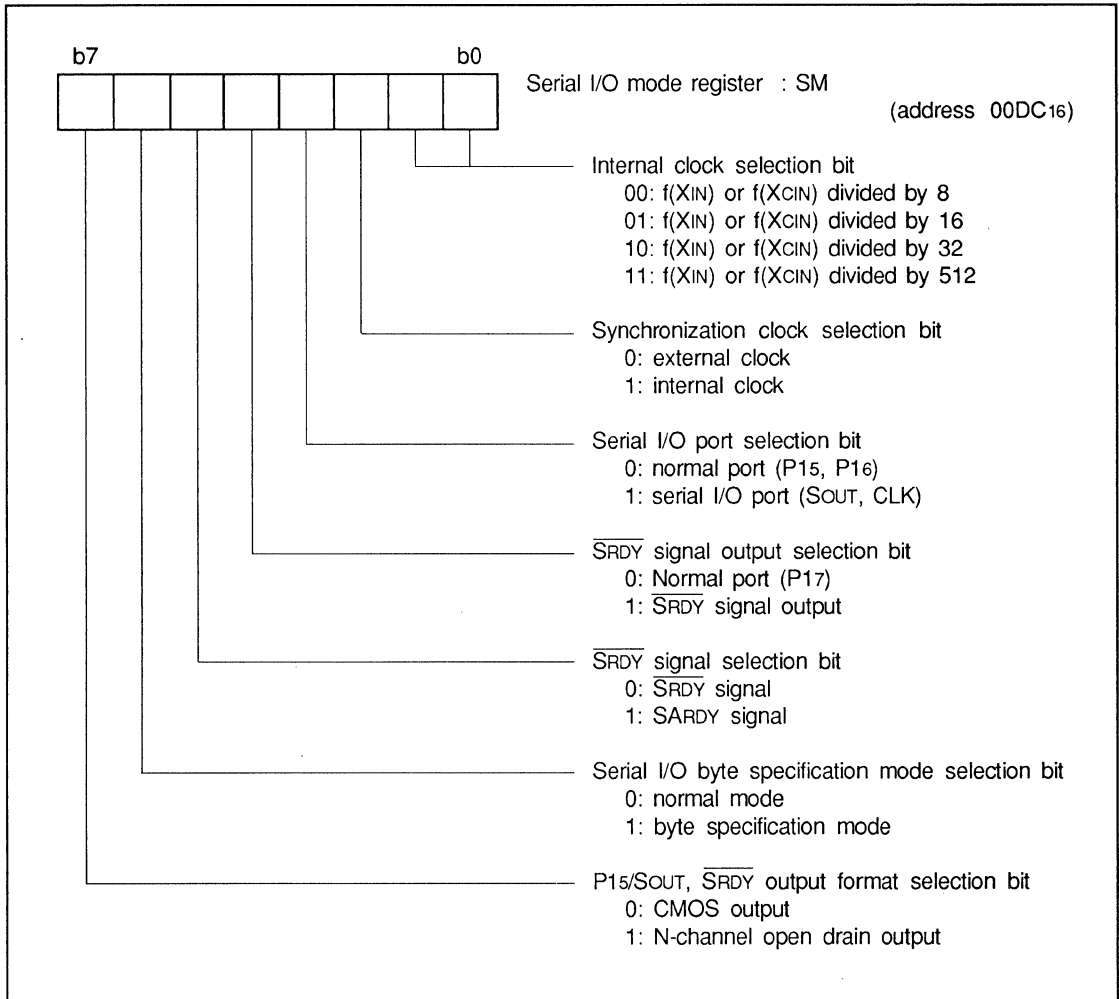 b7 b0
Serial I/O mode register : SM
(address 00DC16)
Internal clock selection bit
00: f(XIN) or f(XCIN) divided by 8
01: f(XIN) or f(XCIN) divided by 16
10: f(XIN) or f(XCIN) divided by 32
11: f(XIN) or f(XCIN) divided by 512
Synchronization clock selection bit
0: external clock
1: internal clock
Serial I/O port selection bit
0: normal port (P15, P16)
1: serial I/O port (SOUT, CLK)
S̅R̅D̅Y̅ signal output selection bit
0: Normal port (P17)
1: S̅R̅D̅Y̅ signal output
S̅R̅D̅Y̅ signal selection bit
0: S̅R̅D̅Y̅ signal
1: SARDY signal
Serial I/O byte specification mode selection bit
0: normal mode
1: byte specification mode
P15/SOUT, S̅R̅D̅Y̅ output format selection bit
0: CMOS output
1: N-channel open drain output